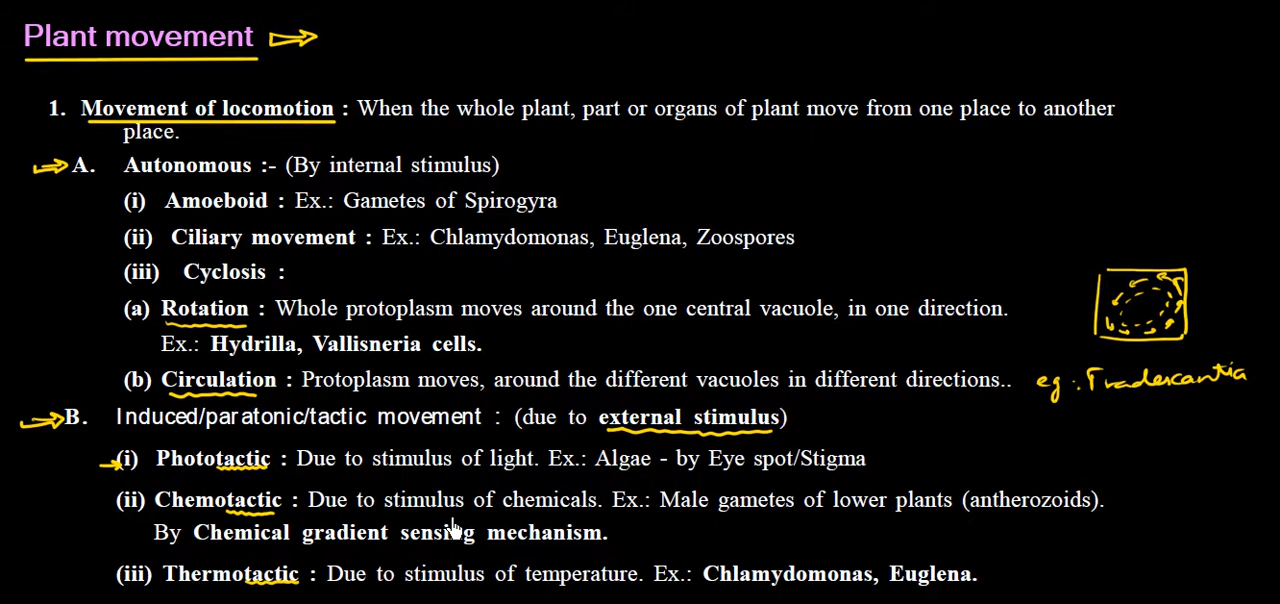 Plant movement
1. Movement of locomotion : When the whole plant, part or organs of plant move from one place to another
place.
A. Autonomous :- (By internal stimulus)
(i) Amoeboid : Ex.: Gametes of Spirogyra
(ii) Ciliary movement : Ex.: Chlamydomonas, Euglena, Zoospores
(iii) Cyclosis :
(a) Rotation : Whole protoplasm moves around the one central vacuole, in one direction.
Ex.: Hydrilla, Vallisneria cells.
(b) Circulation : Protoplasm moves, around the different vacuoles in different directions.. eg : Tradescantia
B. Induced/paratonic/tactic movement : (due to external stimulus)
(i) Phototactic : Due to stimulus of light. Ex.: Algae - by Eye spot/Stigma
(ii) Chemotactic : Due to stimulus of chemicals. Ex.: Male gametes of lower plants (antherozoids).
By Chemical gradient sensing mechanism.
(iii) Thermotactic : Due to stimulus of temperature. Ex.: Chlamydomonas, Euglena.